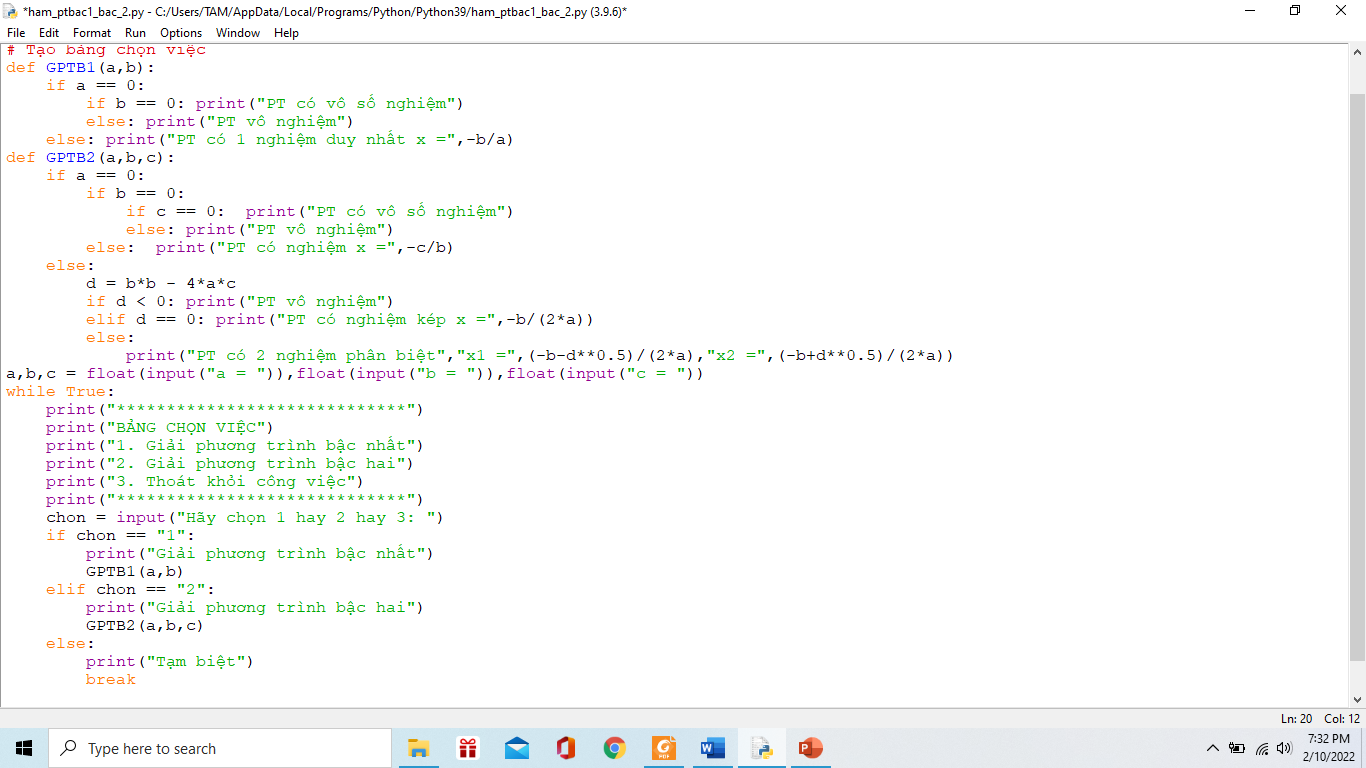 *ham_ptbac1_bac_2.py - C:/Users/TAM/AppData/Local/Programs/Python/Python39/ham_ptbac1_bac_2.py (3.9.6)*
File Edit Format Run Options Window Help
# Tạo bảng chọn việc
def GPTB1(a,b):
    if a == 0:
        if b == 0: print("PT có vô số nghiệm")
        else: print("PT vô nghiệm")
    else: print("PT có 1 nghiệm duy nhất x =",-b/a)
def GPTB2(a,b,c):
    if a == 0:
        if b == 0:
            if c == 0:  print("PT có vô số nghiệm")
            else: print("PT vô nghiệm")
        else:  print("PT có nghiệm x =",-c/b)
    else:
        d = b*b - 4*a*c
        if d < 0: print("PT vô nghiệm")
        elif d == 0: print("PT có nghiệm kép x =",-b/(2*a))
        else:
            print("PT có 2 nghiệm phân biệt","x1 =",(-b-d**0.5)/(2*a),"x2 =",(-b+d**0.5)/(2*a))
a,b,c = float(input("a = ")),float(input("b = ")),float(input("c = "))
while True:
    print("*****************************")
    print("BẢNG CHỌN VIỆC")
    print("1. Giải phương trình bậc nhất")
    print("2. Giải phương trình bậc hai")
    print("3. Thoát khỏi công việc")
    print("*****************************")
    chon = input("Hãy chọn 1 hay 2 hay 3: ")
    if chon == "1":
        print("Giải phương trình bậc nhất")
        GPTB1(a,b)
    elif chon == "2":
        print("Giải phương trình bậc hai")
        GPTB2(a,b,c)
    else:
        print("Tạm biệt")
        break
Ln: 20 Col: 12
Type here to search
PDF
7:32 PM
2/10/2022